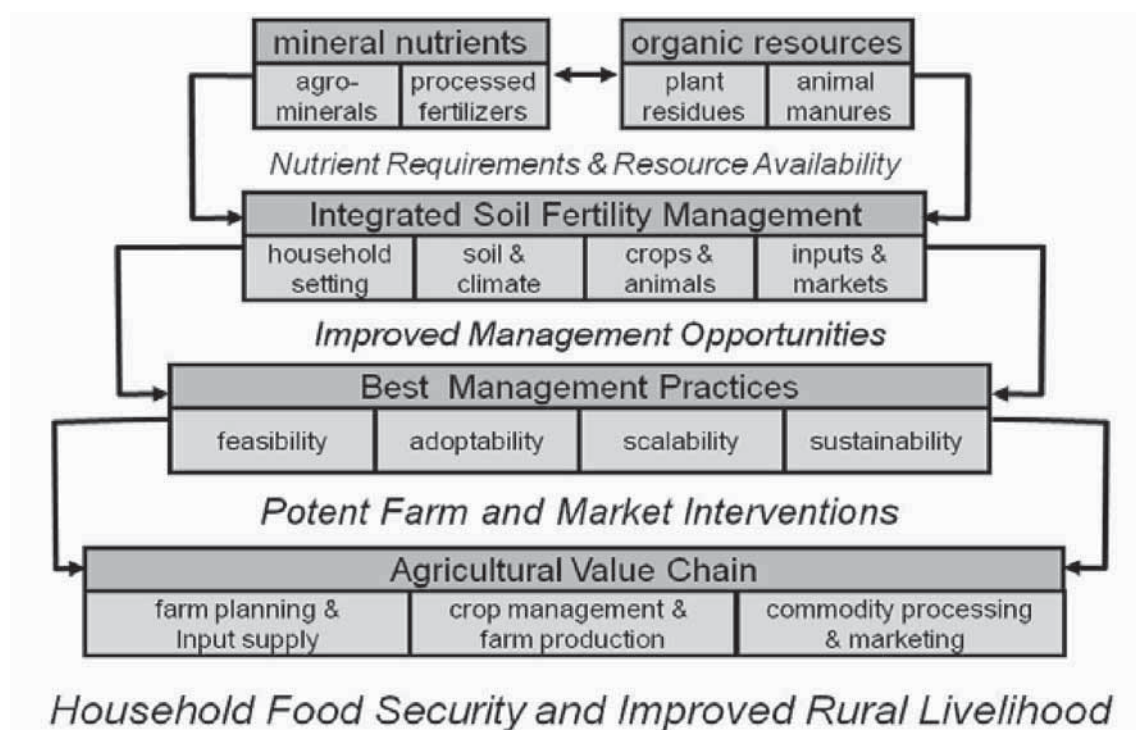 mineral nutrients
organic resources
agro-
minerals
processed
fertilizers
plant
residues
animal
manures
Nutrient Requirements & Resource Availability
Integrated Soil Fertility Management
household
setting
soil &
climate
crops &
animals
inputs &
markets
Improved Management Opportunities
Best Management Practices
feasibility
adoptability
scalability
sustainability
Potent Farm and Market Interventions
Agricultural Value Chain
farm planning &
Input supply
crop management &
farm production
commodity processing
& marketing
Household Food Security and Improved Rural Livelihood